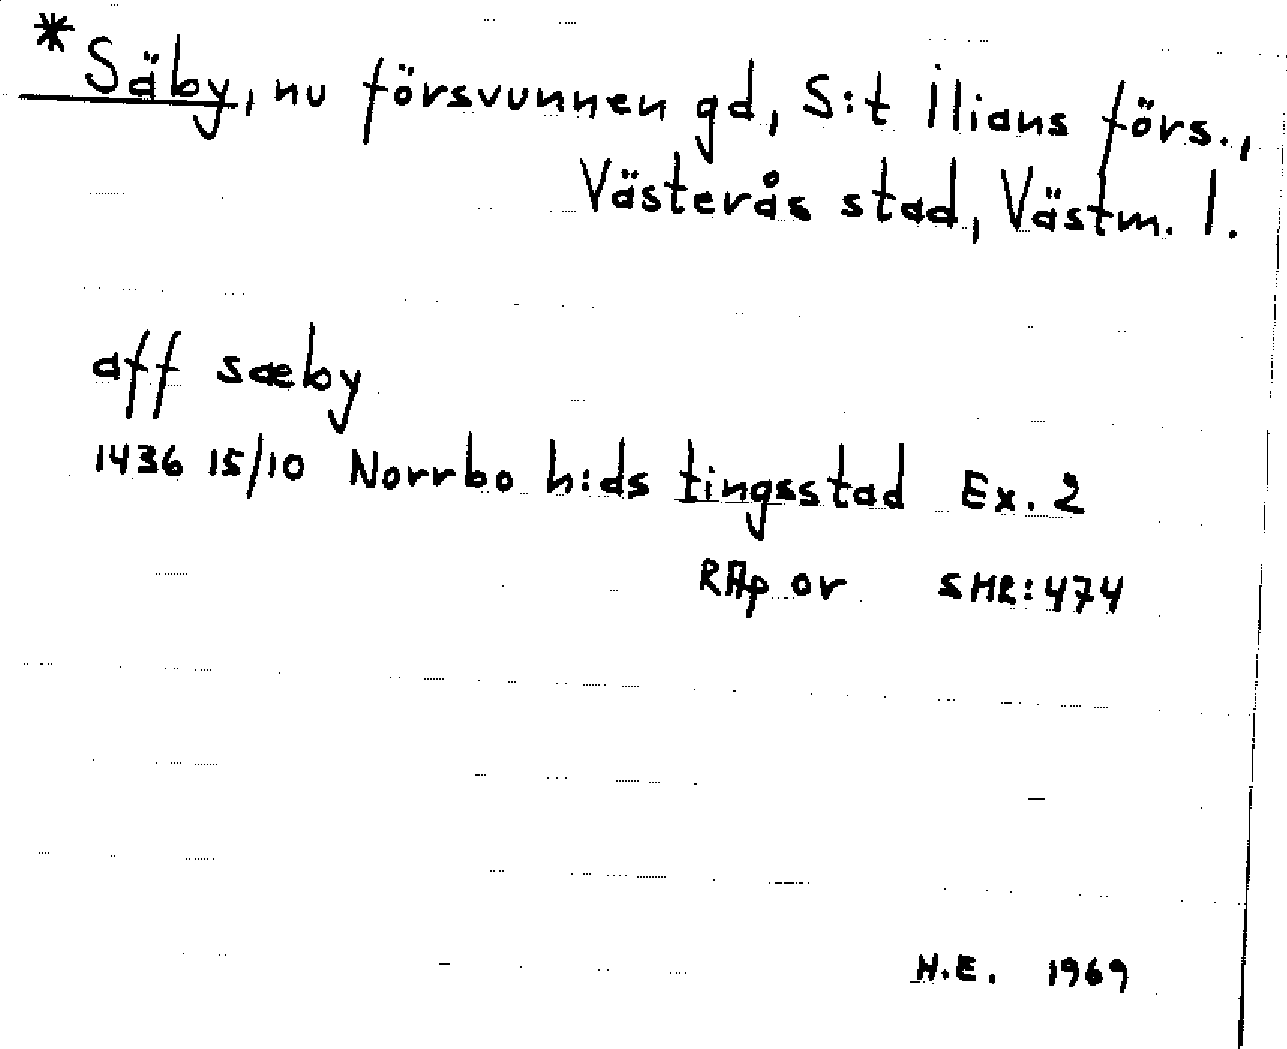 *Säby, nu försvunnen gd, S:t Ilians förs.,
Västerås stad, Västm. l.
aff sæby
1436 15/10 Norrbo h:ds tingsstad Ex. 2
RAp or SMR:474
N.E. 1969